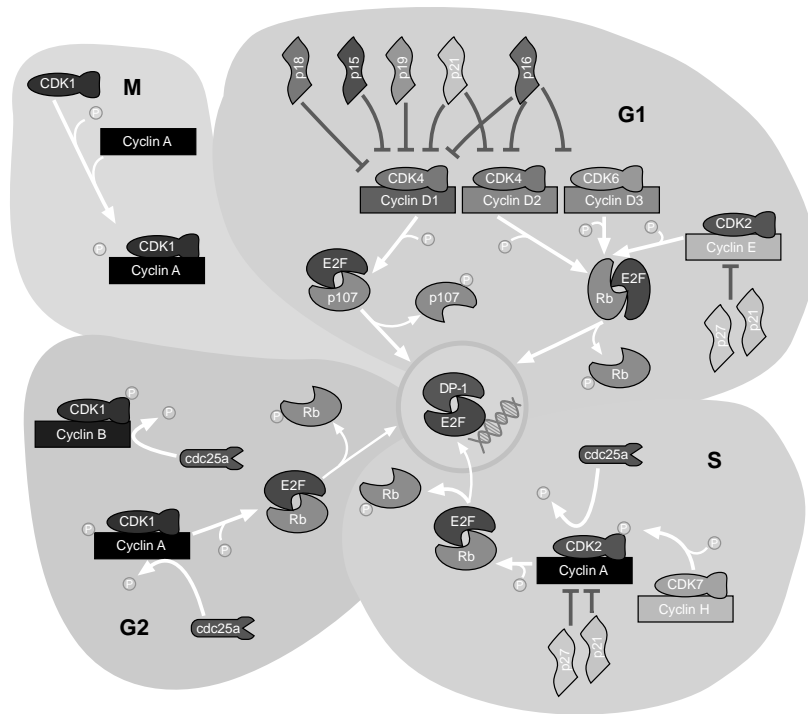 p18
p15
p19
p21
p16
M
CDK1
P
Cyclin A
G1
CDK4
Cyclin D1
CDK4
Cyclin D2
CDK6
Cyclin D3
CDK2
Cyclin E
P
CDK1
Cyclin A
P
P
P
P
E2F
p107
P
p107
Rb
E2F
p27
p21
P
Rb
DP-1
E2F
CDK1
Cyclin B
P
P
cdc25a
P
Rb
S
cdc25a
P
Rb
P
E2F
Rb
P
CDK1
Cyclin A
P
P
E2F
Rb
P
CDK2
Cyclin A
P
P
P
CDK7
Cyclin H
G2
cdc25a
p27
p21